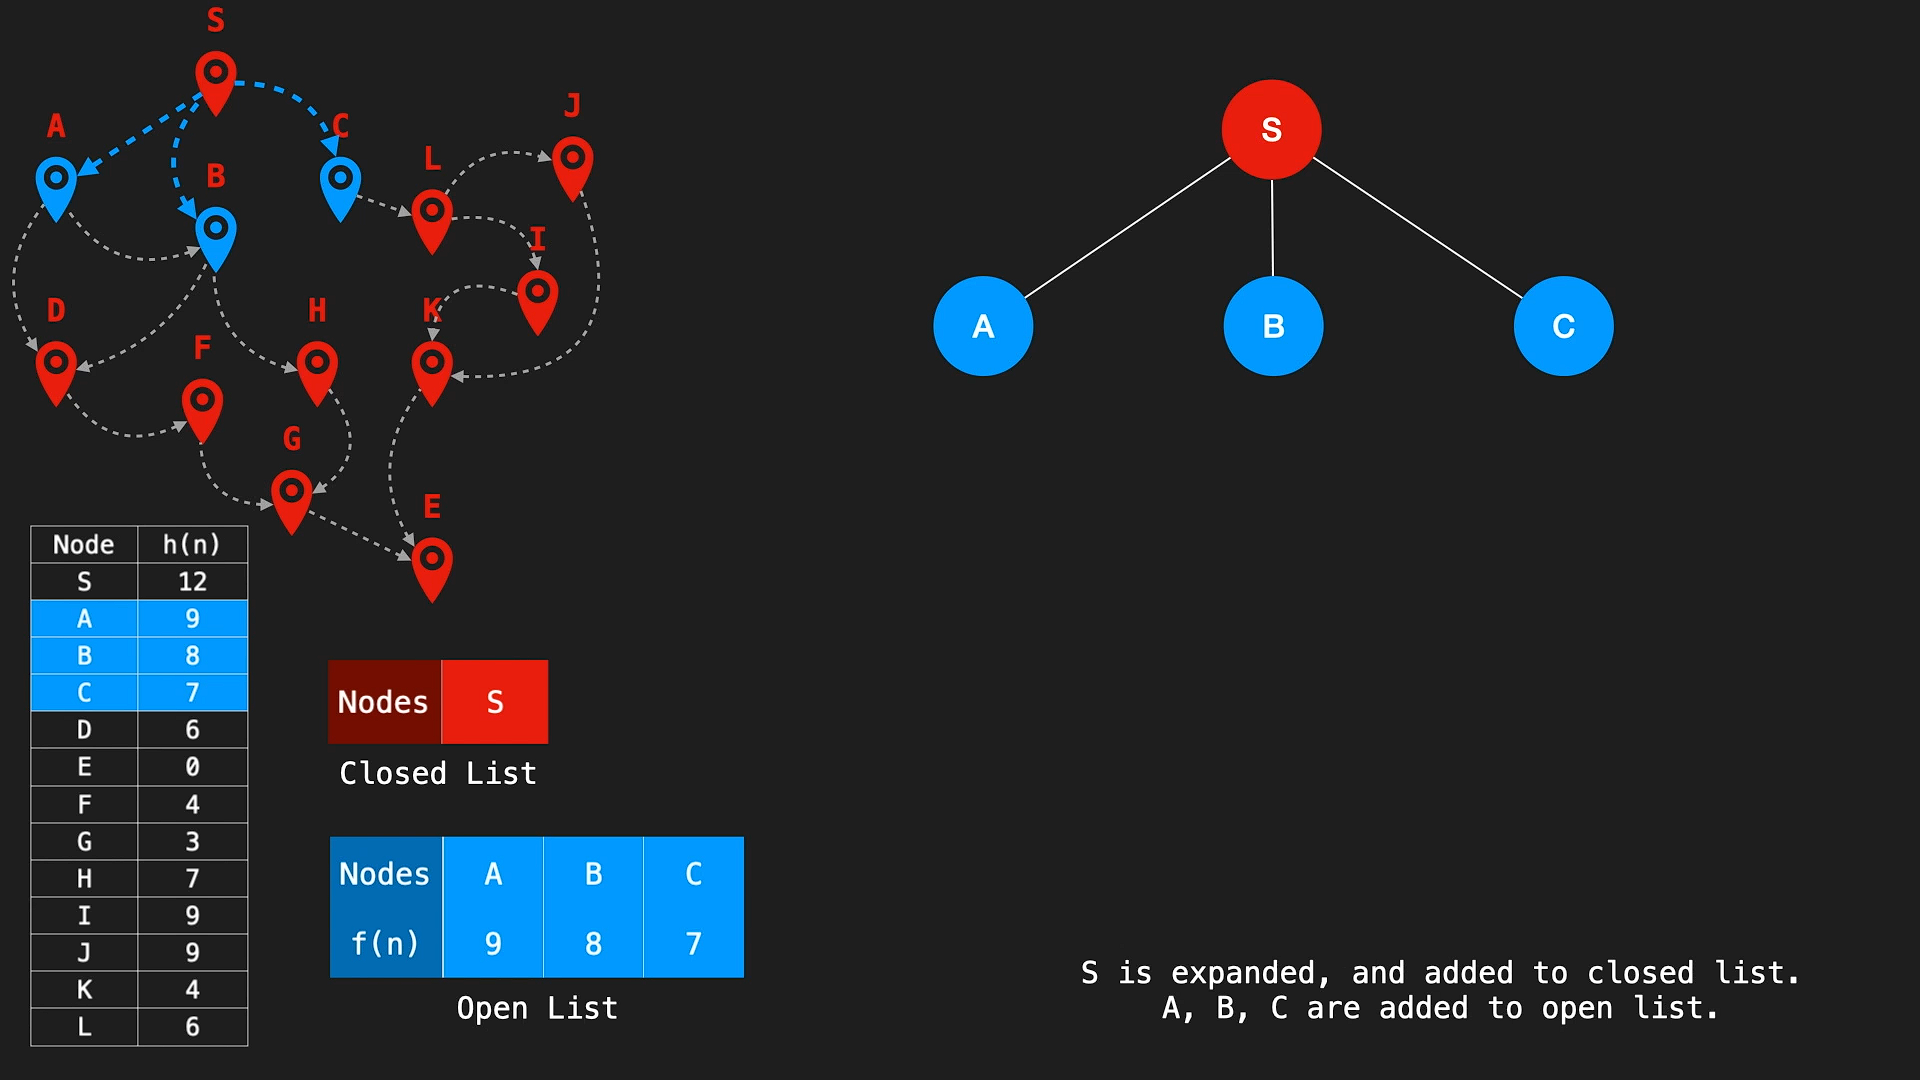 S
A
C
J
L
B
I
D
H
K
F
G
E
Node h(n)
S 12
A 9
B 8
C 7
D 6
E 0
F 4
G 3
H 7
I 9
J 9
K 4
L 6
Nodes S
Closed List
Nodes A B C
f(n) 9 8 7
Open List
S
A B C
S is expanded, and added to closed list.
A, B, C are added to open list.